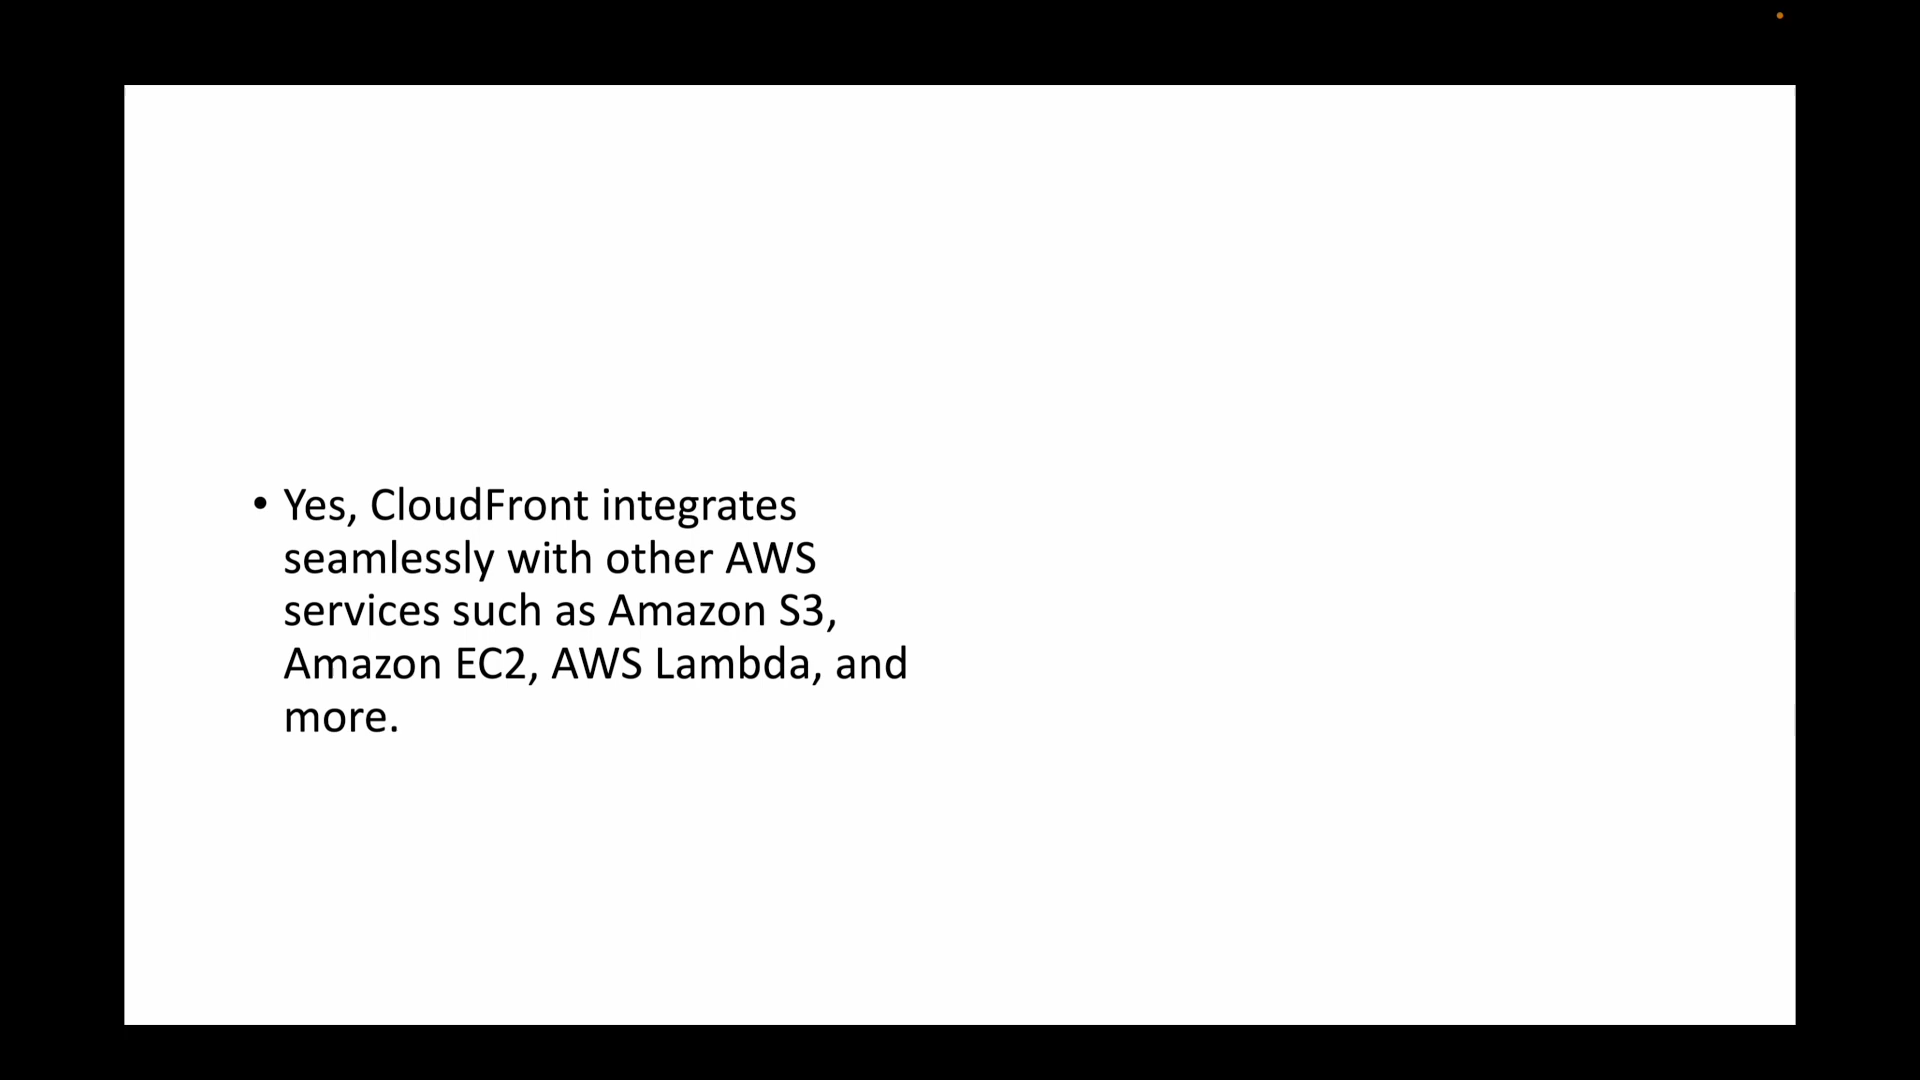 • Yes, CloudFront integrates
seamlessly with other AWS
services such as Amazon S3,
Amazon EC2, AWS Lambda, and
more.